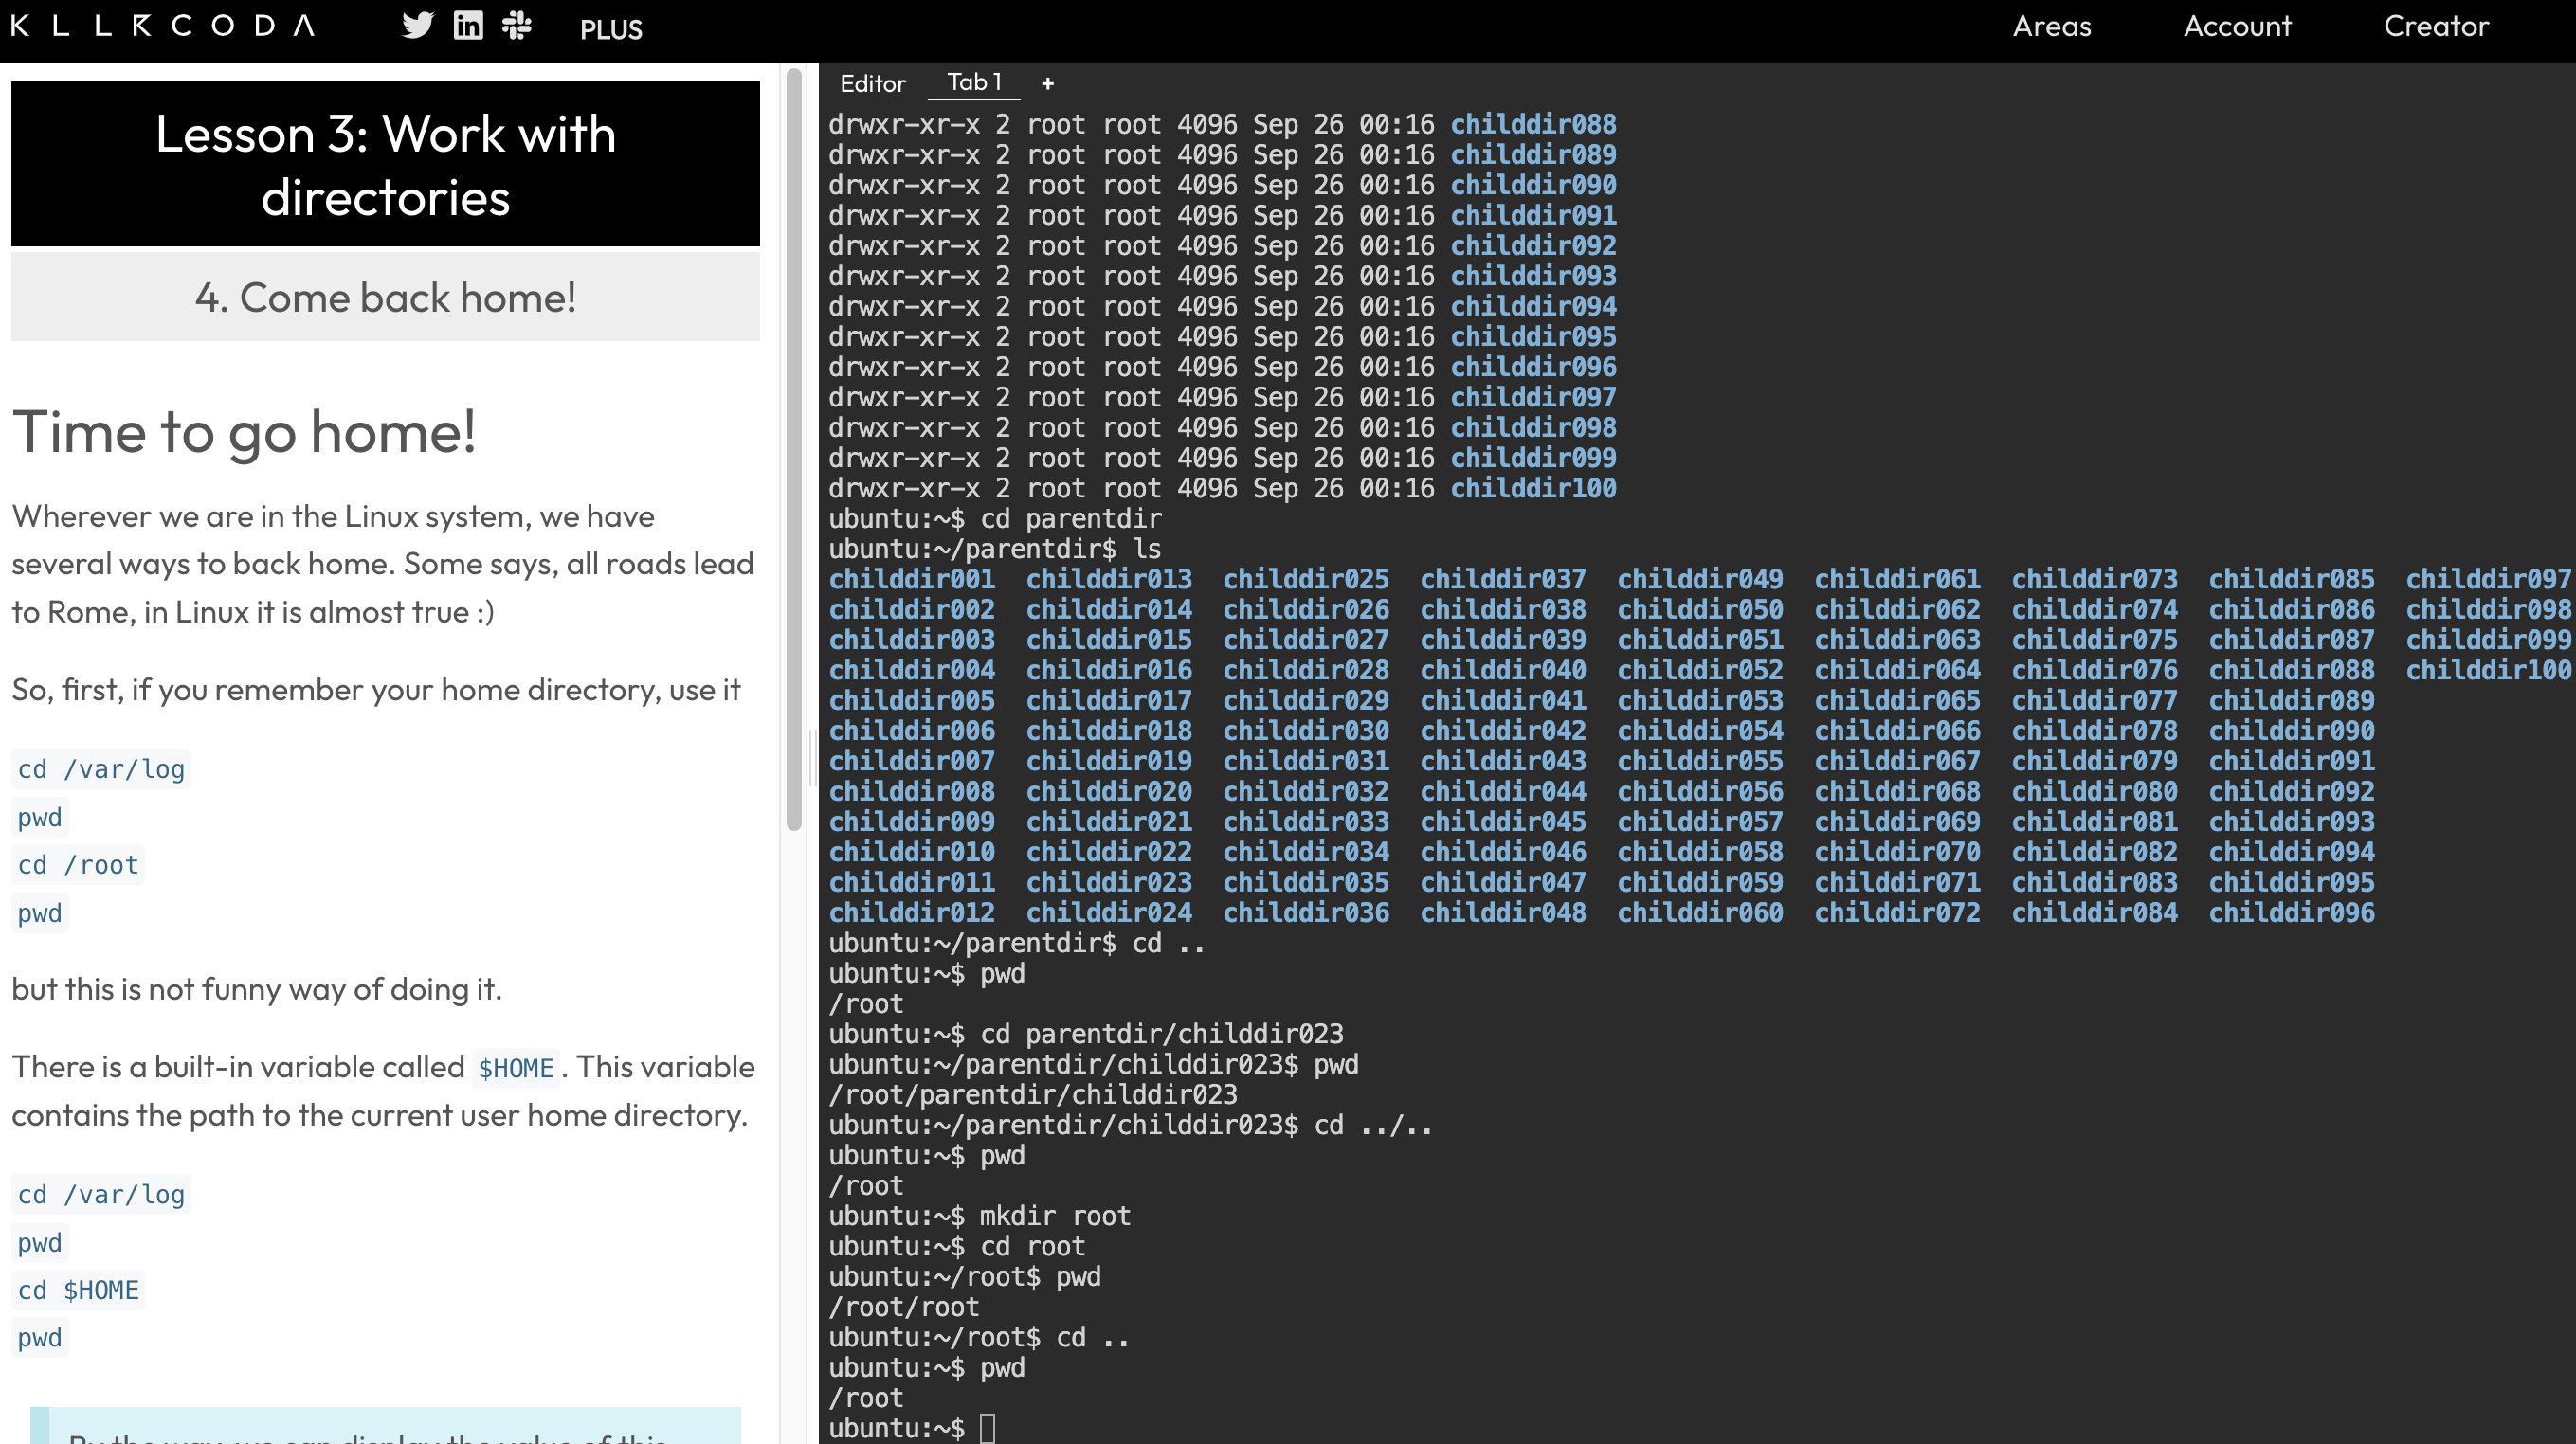 KLLRCODA PLUS Areas Account Creator
Lesson 3: Work with
directories
4. Come back home!
Time to go home!
Wherever we are in the Linux system, we have
several ways to back home. Some says, all roads lead
to Rome, in Linux it is almost true :)
So, first, if you remember your home directory, use it
cd /var/log
pwd
cd /root
pwd
but this is not funny way of doing it.
There is a built-in variable called $HOME. This variable
contains the path to the current user home directory.
cd /var/log
pwd
cd $HOME
pwd
By the way, we can display the value of this
Editor Tab 1 +
drwxr-xr-x 2 root root 4096 Sep 26 00:16 childdir088
drwxr-xr-x 2 root root 4096 Sep 26 00:16 childdir089
drwxr-xr-x 2 root root 4096 Sep 26 00:16 childdir090
drwxr-xr-x 2 root root 4096 Sep 26 00:16 childdir091
drwxr-xr-x 2 root root 4096 Sep 26 00:16 childdir092
drwxr-xr-x 2 root root 4096 Sep 26 00:16 childdir093
drwxr-xr-x 2 root root 4096 Sep 26 00:16 childdir094
drwxr-xr-x 2 root root 4096 Sep 26 00:16 childdir095
drwxr-xr-x 2 root root 4096 Sep 26 00:16 childdir096
drwxr-xr-x 2 root root 4096 Sep 26 00:16 childdir097
drwxr-xr-x 2 root root 4096 Sep 26 00:16 childdir098
drwxr-xr-x 2 root root 4096 Sep 26 00:16 childdir099
drwxr-xr-x 2 root root 4096 Sep 26 00:16 childdir100
ubuntu:~$ cd parentdir
ubuntu:~/parentdir$ ls
childdir001 childdir013 childdir025 childdir037 childdir049 childdir061 childdir073 childdir085 childdir097
childdir002 childdir014 childdir026 childdir038 childdir050 childdir062 childdir074 childdir086 childdir098
childdir003 childdir015 childdir027 childdir039 childdir051 childdir063 childdir075 childdir087 childdir099
childdir004 childdir016 childdir028 childdir040 childdir052 childdir064 childdir076 childdir088 childdir100
childdir005 childdir017 childdir029 childdir041 childdir053 childdir065 childdir077 childdir089
childdir006 childdir018 childdir030 childdir042 childdir054 childdir066 childdir078 childdir090
childdir007 childdir019 childdir031 childdir043 childdir055 childdir067 childdir079 childdir091
childdir008 childdir020 childdir032 childdir044 childdir056 childdir068 childdir080 childdir092
childdir009 childdir021 childdir033 childdir045 childdir057 childdir069 childdir081 childdir093
childdir010 childdir022 childdir034 childdir046 childdir058 childdir070 childdir082 childdir094
childdir011 childdir023 childdir035 childdir047 childdir059 childdir071 childdir083 childdir095
childdir012 childdir024 childdir036 childdir048 childdir060 childdir072 childdir084 childdir096
ubuntu:~/parentdir$ cd ..
ubuntu:~$ pwd
/root
ubuntu:~$ cd parentdir/childdir023
ubuntu:~/parentdir/childdir023$ pwd
/root/parentdir/childdir023
ubuntu:~/parentdir/childdir023$ cd ../..
ubuntu:~$ pwd
/root
ubuntu:~$ mkdir root
ubuntu:~$ cd root
ubuntu:~/root$ pwd
/root/root
ubuntu:~/root$ cd ..
ubuntu:~$ pwd
/root
ubuntu:~$